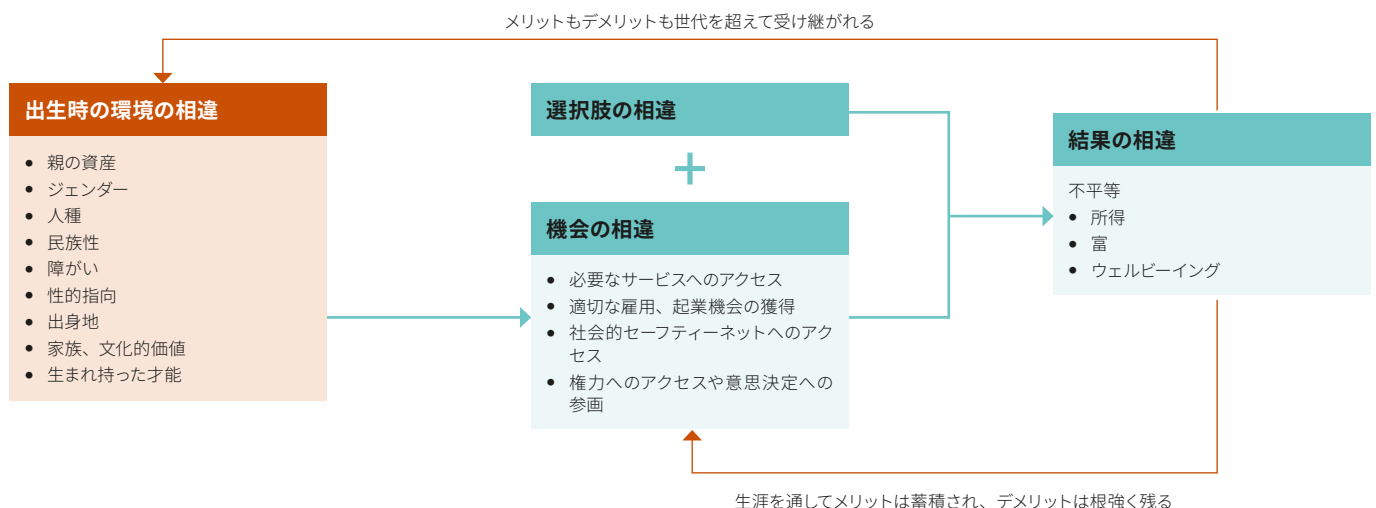 メリットもデメリットも世代を超えて受け継がれる
出生時の環境の相違
• 親の資産
• ジェンダー
• 人種
• 民族性
• 障がい
• 性的指向
• 出身地
• 家族、文化的価値
• 生まれ持った才能
選択肢の相違
+
機会の相違
• 必要なサービスへのアクセス
• 適切な雇用、起業機会の獲得
• 社会的セーフティーネットへのアク
セス
• 権力へのアクセスや意思決定への
参画
結果の相違
不平等
• 所得
• 富
• ウェルビーイング
生涯を通してメリットは蓄積され、デメリットは根強く残る